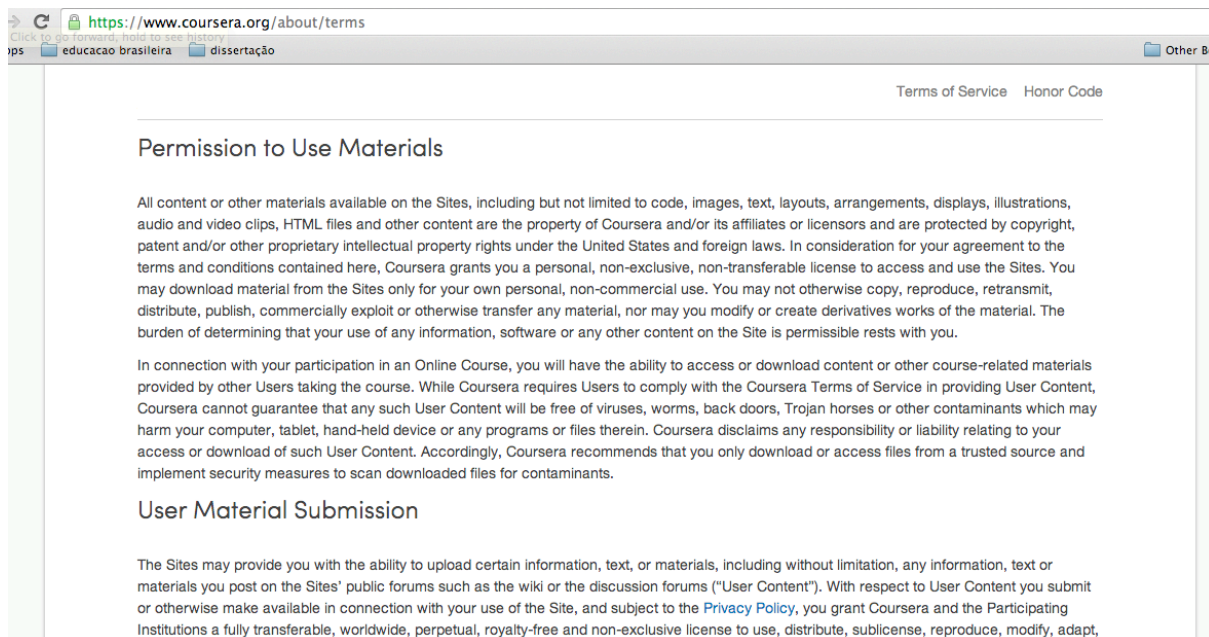 https://www.coursera.org/about/terms
Click to go forward, hold to see history
ops educacao brasileira dissertação Other B
Terms of Service Honor Code
Permission to Use Materials
All content or other materials available on the Sites, including but not limited to code, images, text, layouts, arrangements, displays, illustrations,
audio and video clips, HTML files and other content are the property of Coursera and/or its affiliates or licensors and are protected by copyright,
patent and/or other proprietary intellectual property rights under the United States and foreign laws. In consideration for your agreement to the
terms and conditions contained here, Coursera grants you a personal, non-exclusive, non-transferable license to access and use the Sites. You
may download material from the Sites only for your own personal, non-commercial use. You may not otherwise copy, reproduce, retransmit,
distribute, publish, commercially exploit or otherwise transfer any material, nor may you modify or create derivatives works of the material. The
burden of determining that your use of any information, software or any other content on the Site is permissible rests with you.
In connection with your participation in an Online Course, you will have the ability to access or download content or other course-related materials
provided by other Users taking the course. While Coursera requires Users to comply with the Coursera Terms of Service in providing User Content,
Coursera cannot guarantee that any such User Content will be free of viruses, worms, back doors, Trojan horses or other contaminants which may
harm your computer, tablet, hand-held device or any programs or files therein. Coursera disclaims any responsibility or liability relating to your
access or download of such User Content. Accordingly, Coursera recommends that you only download or access files from a trusted source and
implement security measures to scan downloaded files for contaminants.
User Material Submission
The Sites may provide you with the ability to upload certain information, text, or materials, including without limitation, any information, text or
materials you post on the Sites' public forums such as the wiki or the discussion forums (“User Content”). With respect to User Content you submit
or otherwise make available in connection with your use of the Site, and subject to the Privacy Policy, you grant Coursera and the Participating
Institutions a fully transferable, worldwide, perpetual, royalty-free and non-exclusive license to use, distribute, sublicense, reproduce, modify, adapt,